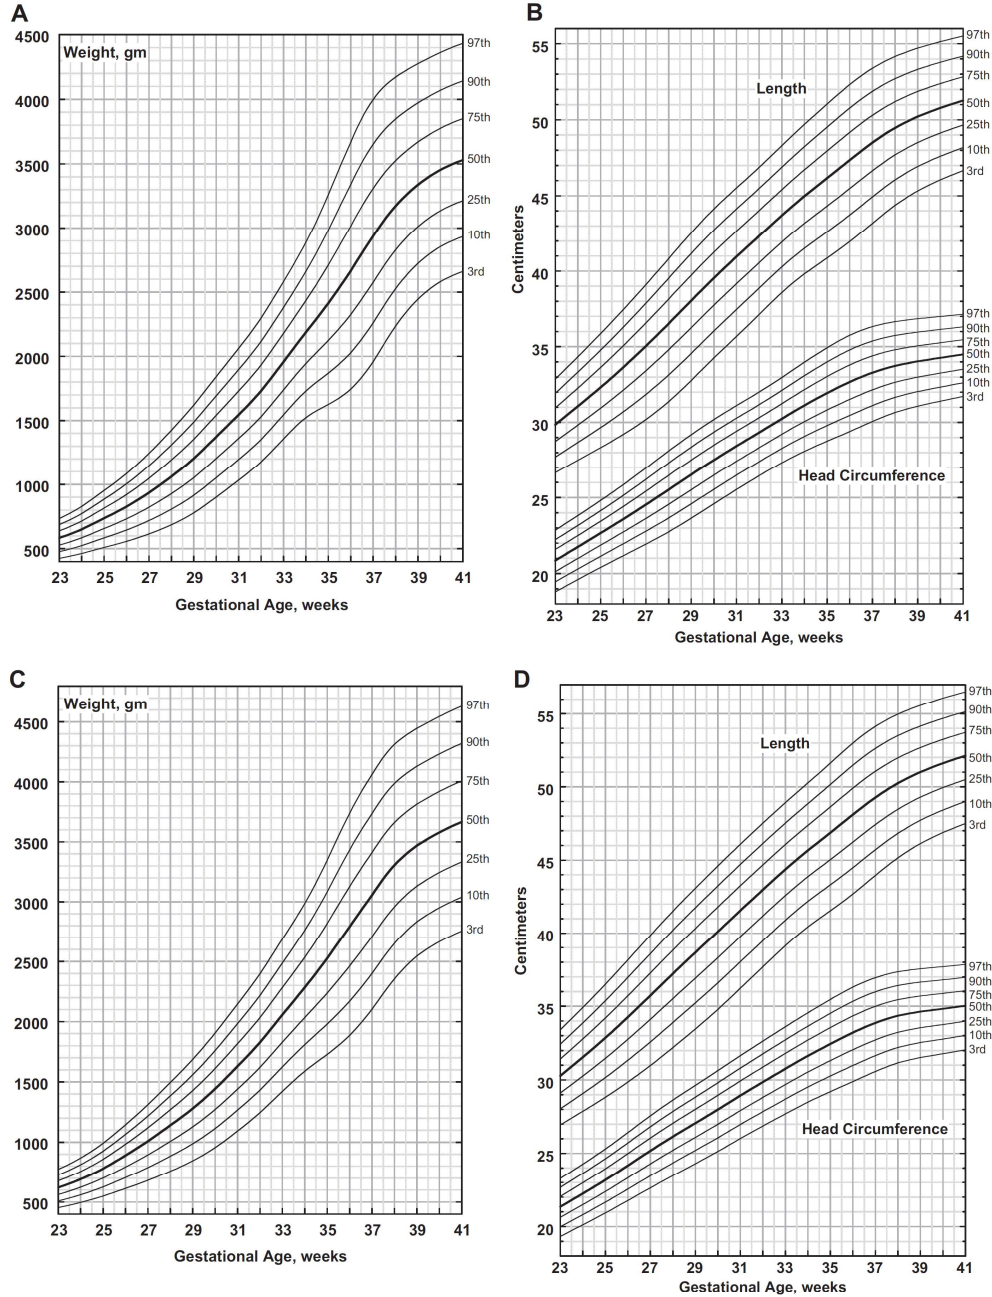 A
Weight, gm
4500
4000
3500
3000
2500
2000
1500
1000
500
97th
90th
75th
50th
25th
10th
3rd
23 25 27 29 31 33 35 37 39 41
Gestational Age, weeks
B
Length
Head Circumference
Centimeters
55
50
45
40
35
30
25
20
97th
90th
75th
50th
25th
10th
3rd
97th
90th
75th
50th
25th
10th
3rd
23 25 27 29 31 33 35 37 39 41
Gestational Age, weeks
C
Weight, gm
4500
4000
3500
3000
2500
2000
1500
1000
500
97th
90th
75th
50th
25th
10th
3rd
23 25 27 29 31 33 35 37 39 41
Gestational Age, weeks
D
Length
Head Circumference
Centimeters
55
50
45
40
35
30
25
20
97th
90th
75th
50th
25th
10th
3rd
97th
90th
75th
50th
25th
10th
3rd
23 25 27 29 31 33 35 37 39 41
Gestational Age, weeks